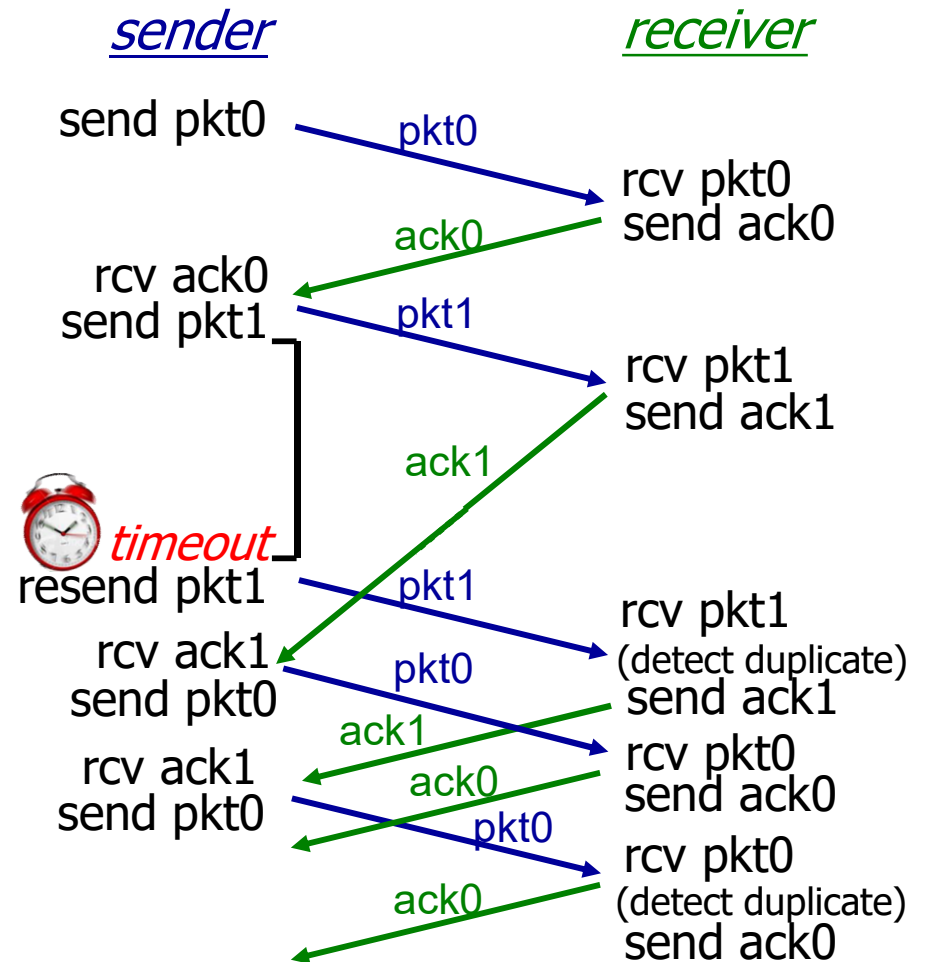 sender
receiver
send pkt0
pkt0
rcv pkt0
send ack0
ack0
rcv ack0
send pkt1
pkt1
rcv pkt1
send ack1
ack1
timeout
resend pkt1
pkt1
rcv pkt1
(detect duplicate)
send ack1
rcv ack1
send pkt0
pkt0
ack1
rcv pkt0
send ack0
rcv ack1
send pkt0
ack0
pkt0
rcv pkt0
(detect duplicate)
send ack0
ack0